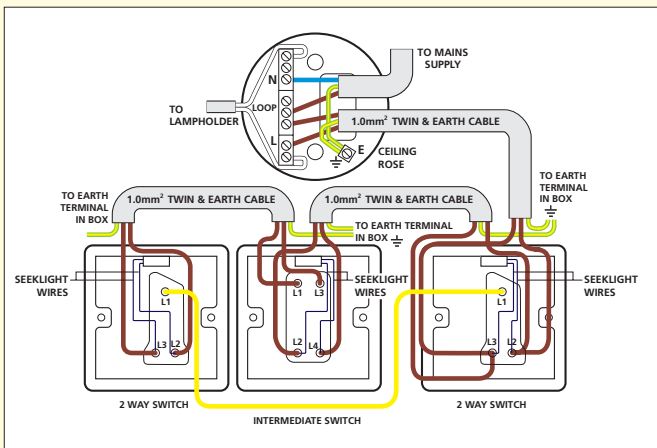 TO MAINS
SUPPLY
N
TO
LAMPHOLDER
LOOP
1.0mm² TWIN & EARTH CABLE
L
E
CEILING
ROSE
TO EARTH
TERMINAL
IN BOX
1.0mm² TWIN & EARTH CABLE
1.0mm² TWIN & EARTH CABLE
TO EARTH
TERMINAL
IN BOX
TO EARTH TERMINAL
IN BOX
SEEKLIGHT
WIRES
L1
L3
L2
L1
L3
L2
L4
SEEKLIGHT
WIRES
L1
L3
L2
SEEKLIGHT
WIRES
2 WAY SWITCH
INTERMEDIATE SWITCH
2 WAY SWITCH